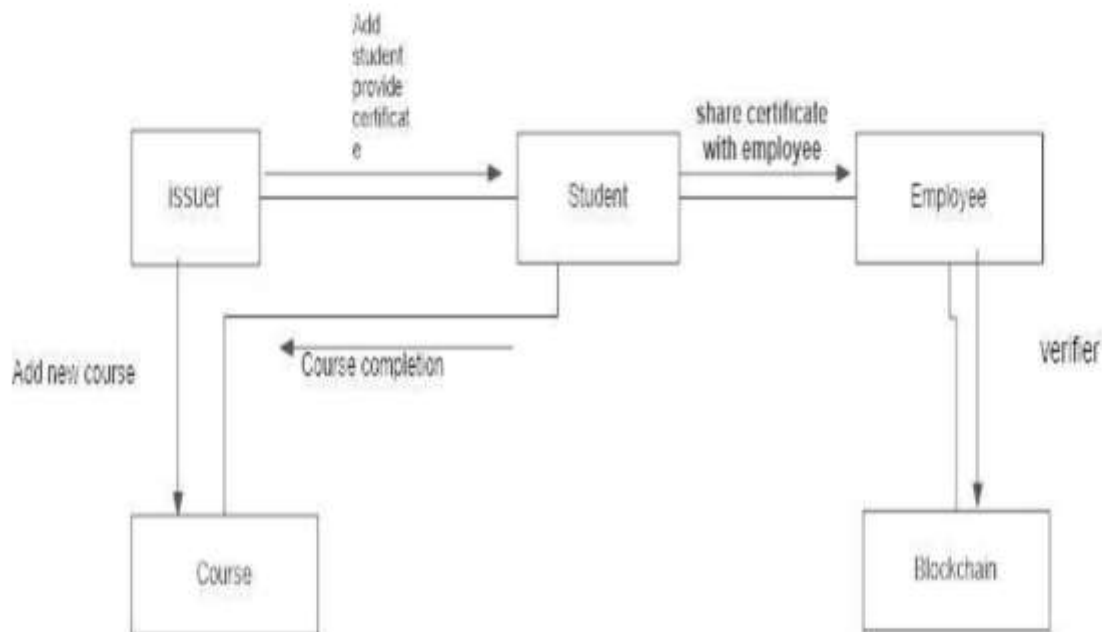 Add
student
provide
certificat
e
share certificate
with employee
issuer
Student
Employee
Add new course
Course completion
verifier
Course
Blockchain